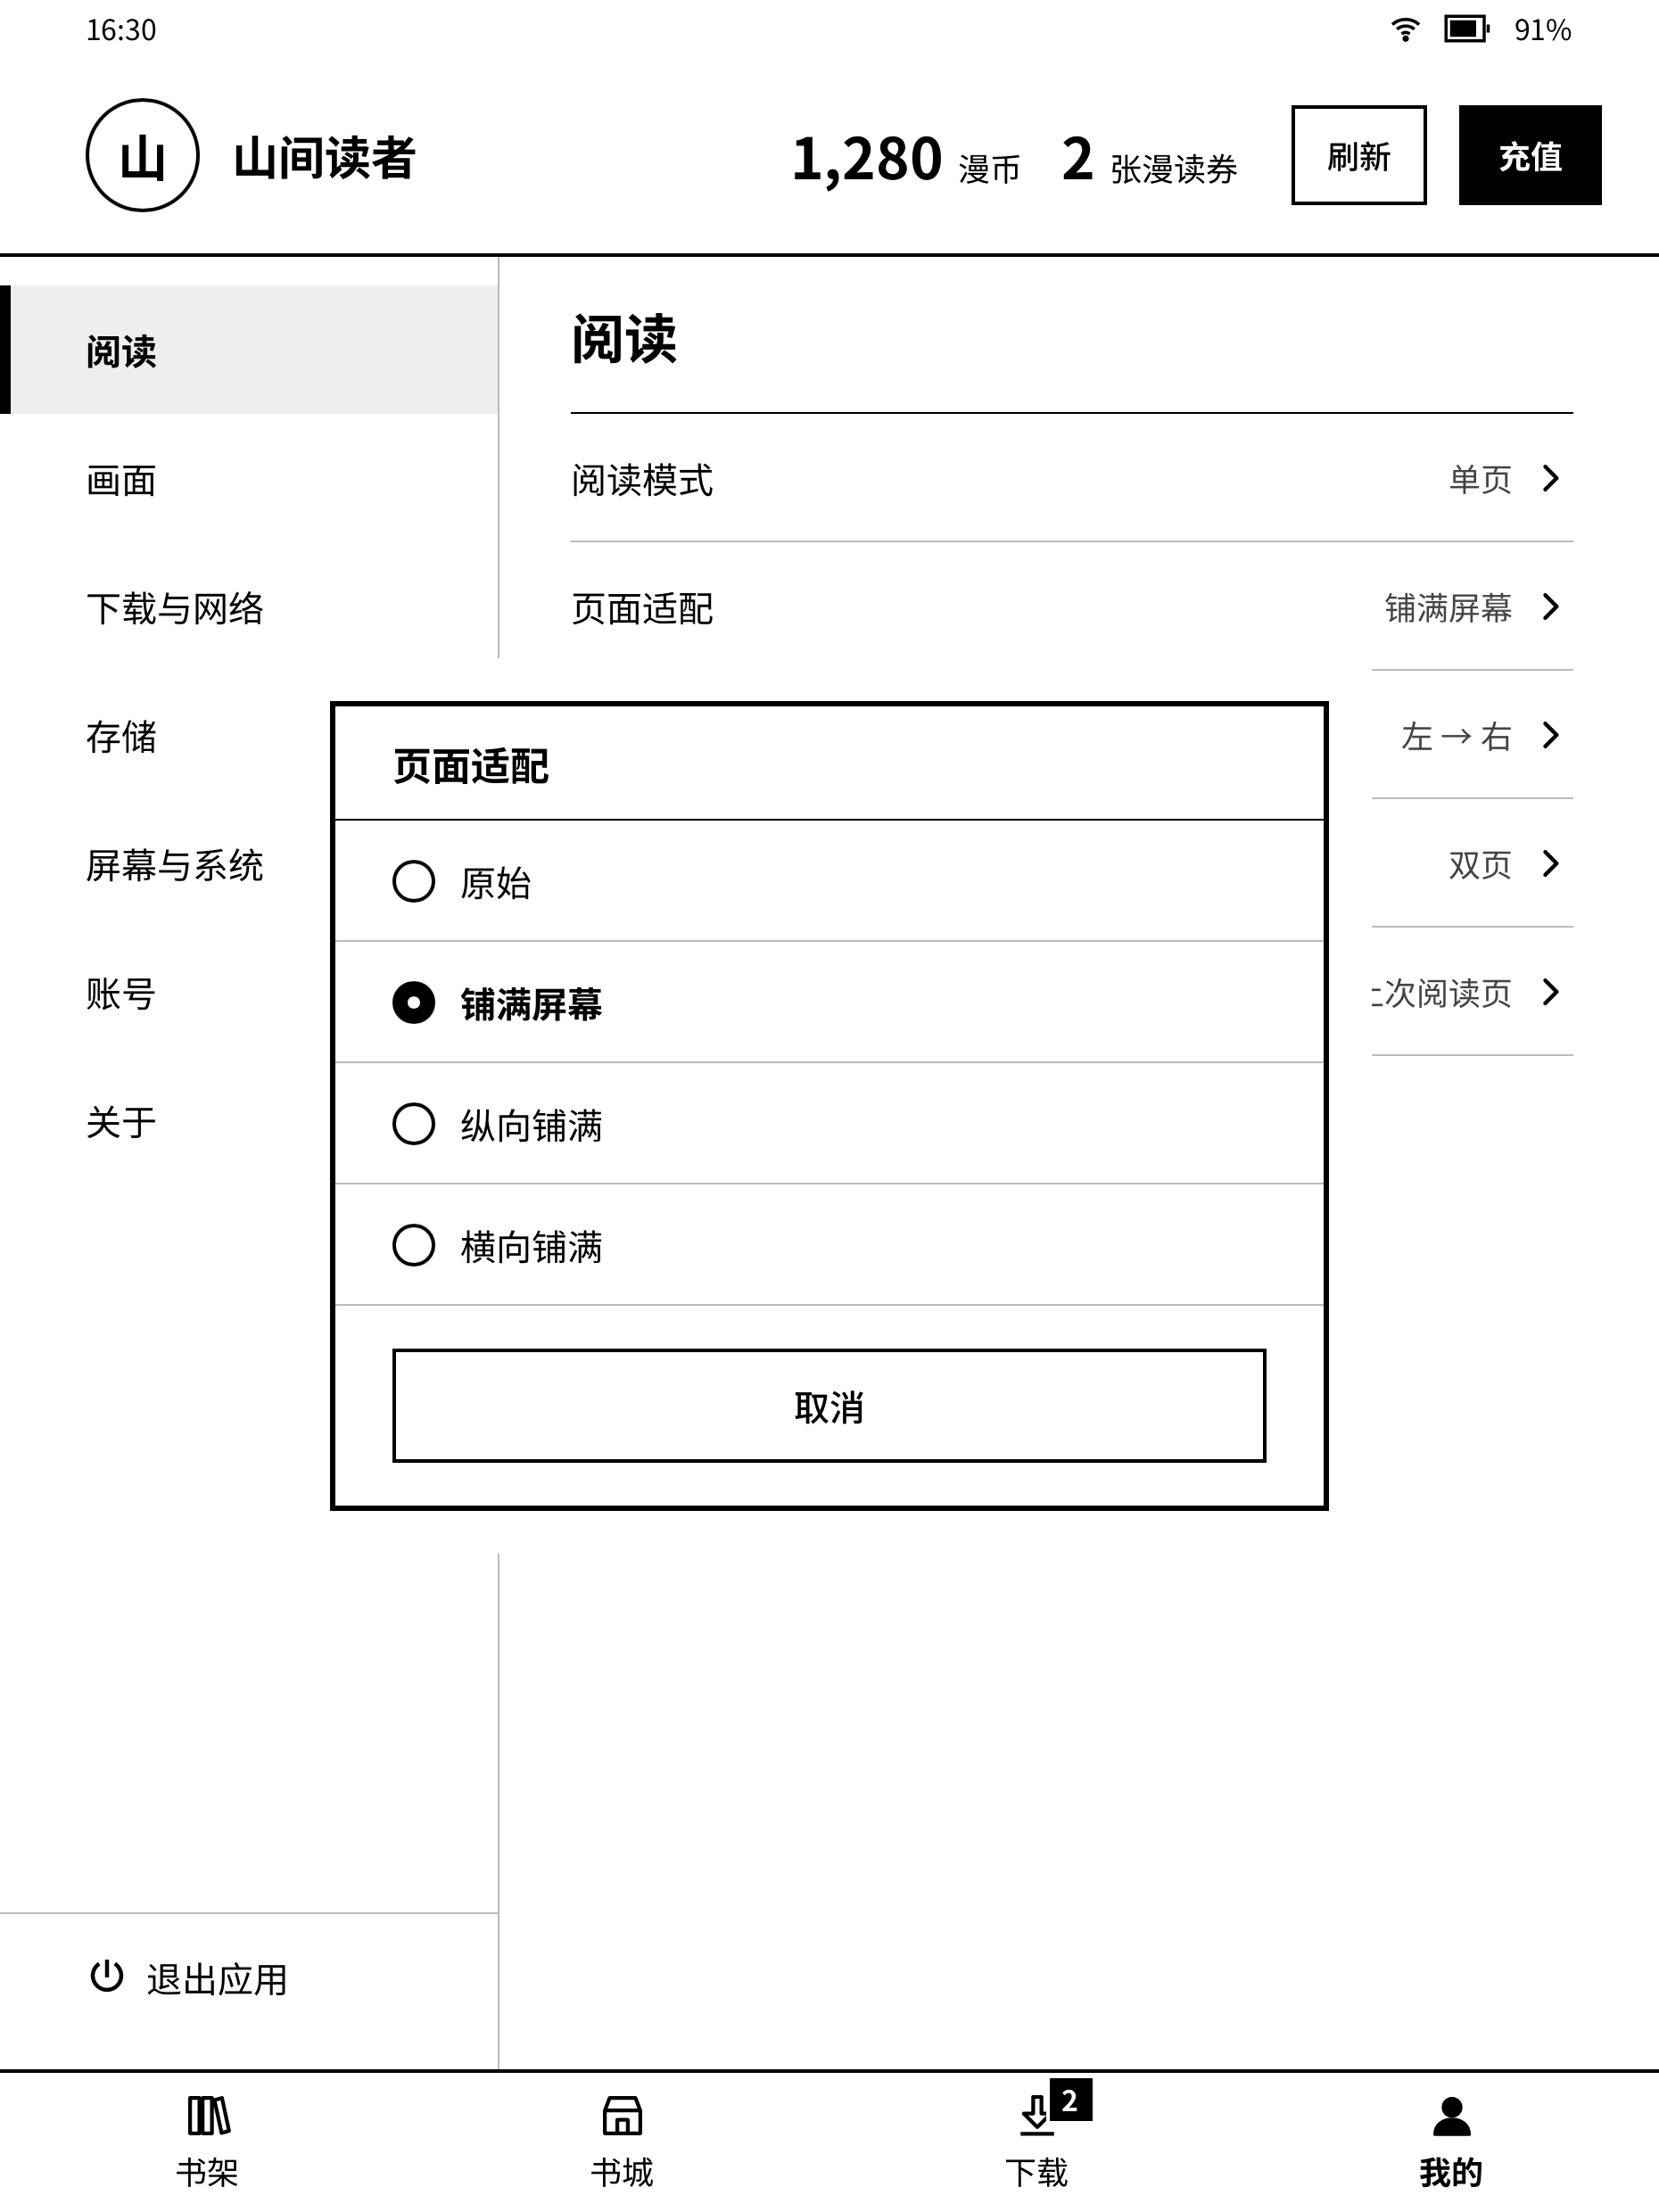 16:30
91%
山
山间读者
1,280 漫币
2 张漫读券
刷新
充值
阅读
画面
下载与网络
存储
屏幕与系统
账号
关于
阅读
阅读模式
单页
页面适配
铺满屏幕
左 → 右
双页
次阅读页
页面适配
原始
铺满屏幕
纵向铺满
横向铺满
取消
退出应用
书架
书城
2
下载
我的